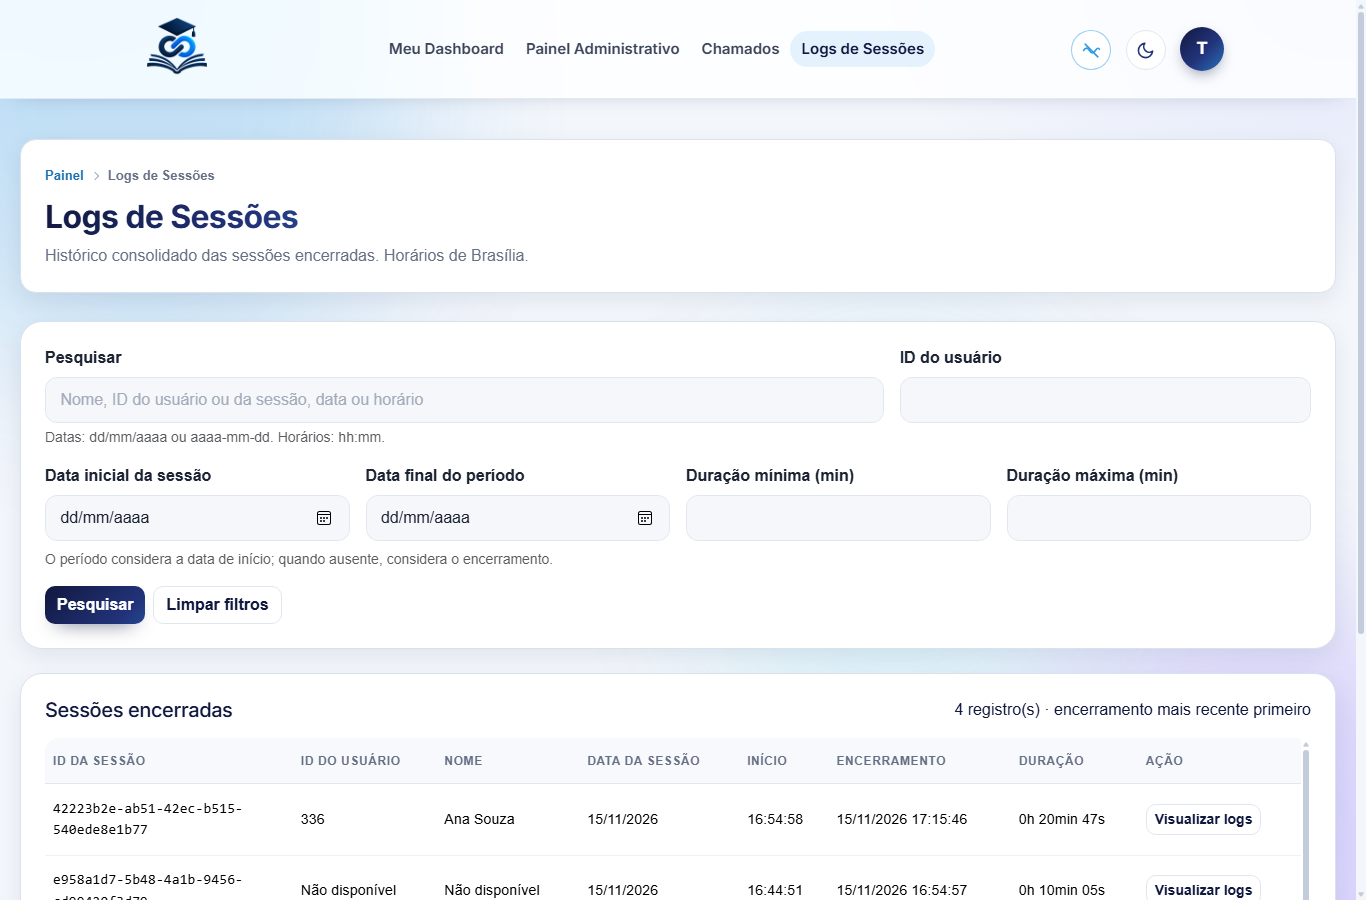 Meu Dashboard Painel Administrativo Chamados Logs de Sessões T
Painel > Logs de Sessões
Logs de Sessões
Histórico consolidado das sessões encerradas. Horários de Brasília.
Pesquisar ID do usuário
Nome, ID do usuário ou da sessão, data ou horário
Datas: dd/mm/aaaa ou aaaa-mm-dd. Horários: hh:mm.
Data inicial da sessão Data final do período Duração mínima (min) Duração máxima (min)
dd/mm/aaaa dd/mm/aaaa
O período considera a data de início; quando ausente, considera o encerramento.
Pesquisar Limpar filtros
Sessões encerradas 4 registro(s) · encerramento mais recente primeiro
ID DA SESSÃO ID DO USUÁRIO NOME DATA DA SESSÃO INÍCIO ENCERRAMENTO DURAÇÃO AÇÃO
42223b2e-ab51-42ec-b515-
540ede8e1b77 336 Ana Souza 15/11/2026 16:54:58 15/11/2026 17:15:46 0h 20min 47s Visualizar logs
e958a1d7-5b48-4a1b-9456-
Não disponível Não disponível 15/11/2026 16:44:51 15/11/2026 16:54:57 0h 10min 05s Visualizar logs